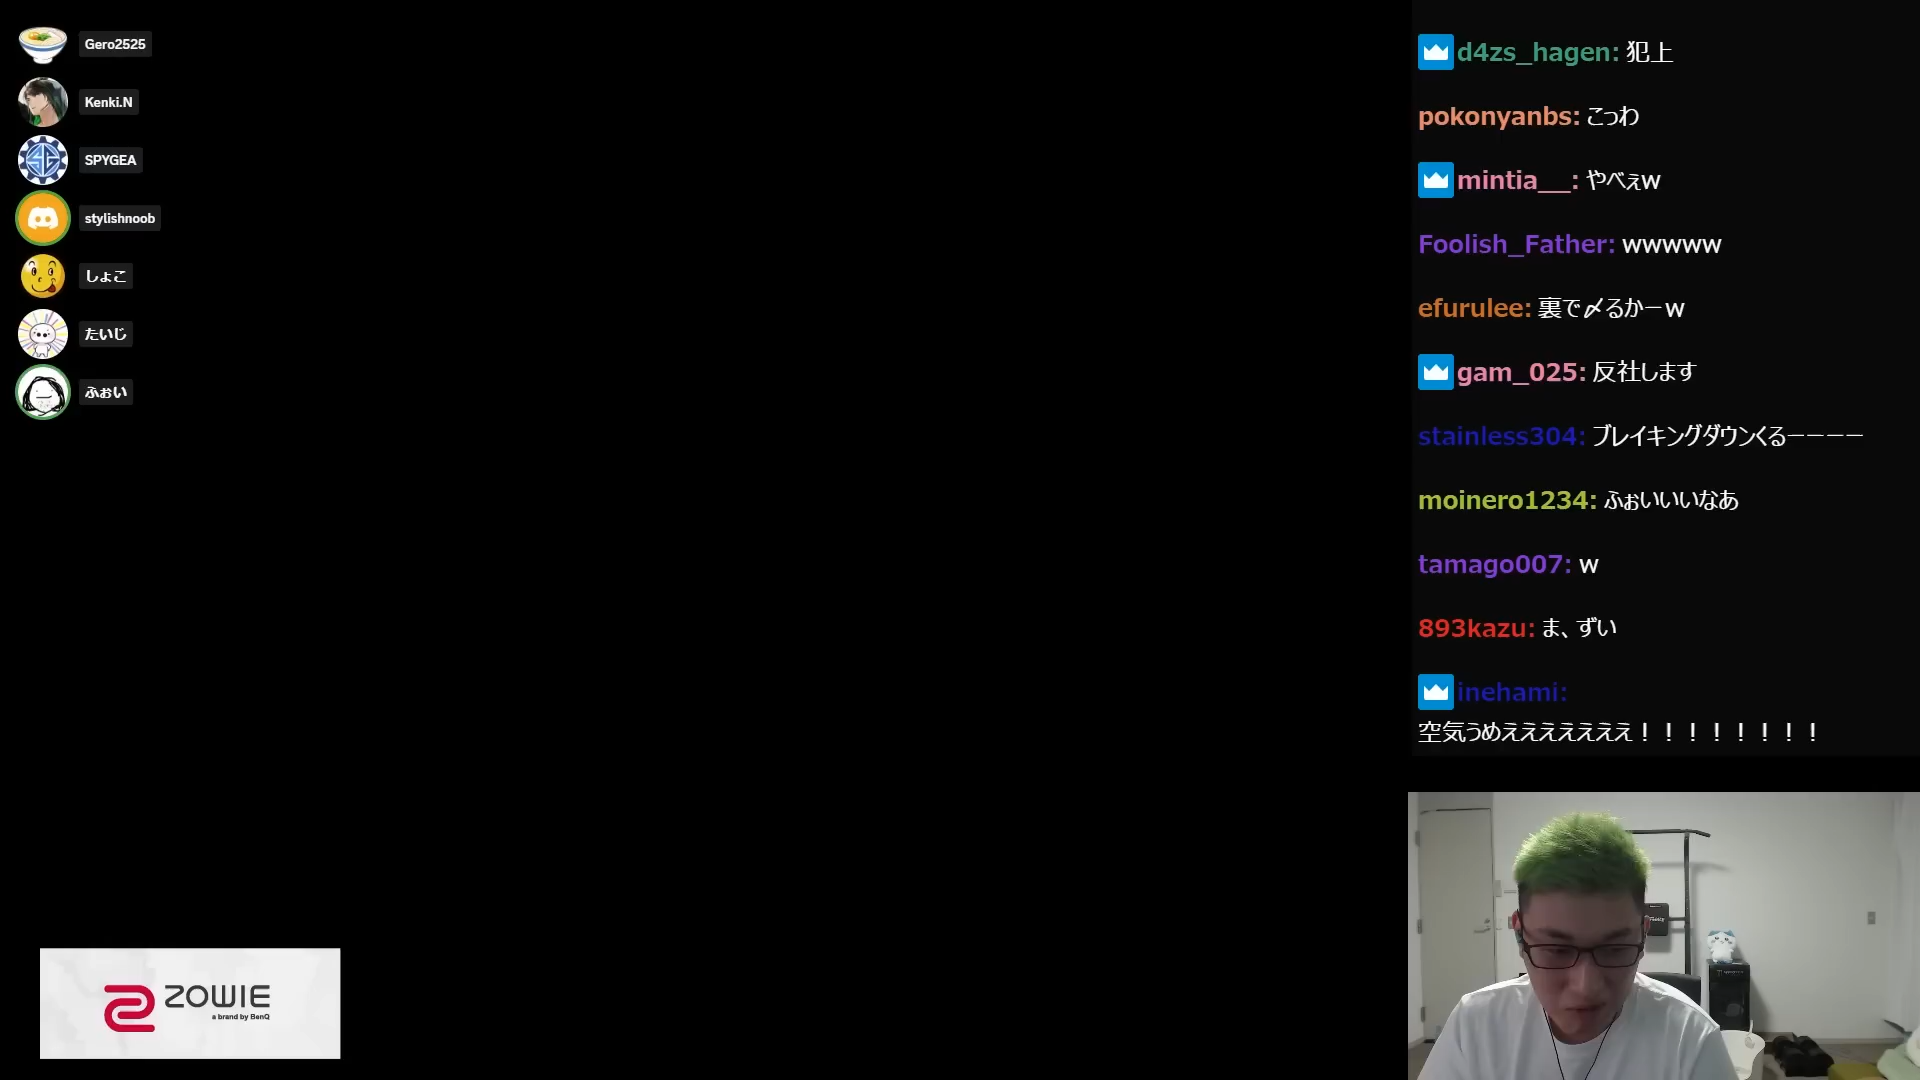 Gero2525
Kenki.N
SPYGEA
stylishnoob
しょこ
たいじ
ふぉい
d4zs_hagen: 犯上
pokonyanbs: こっわ
mintia__: やべぇw
Foolish_Father: wwwww
efurulee: 裏で〆るかーw
gam_025: 反社します
stainless304: ブレイキングダウンくるーーーー
moinero1234: ふぉいいいなあ
tamago007: w
893kazu: ま、ずい
inehami:
空気うめえええええええ！！！！！！！！
ZOWIE
a brand by BenQ